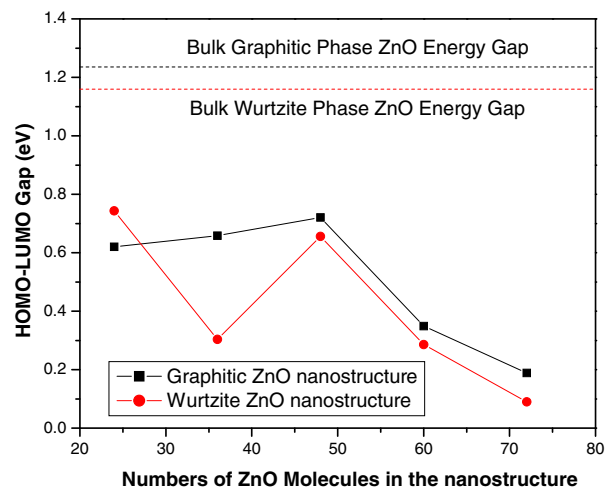 1.4
Bulk Graphitic Phase ZnO Energy Gap
1.2
Bulk Wurtzite Phase ZnO Energy Gap
1.0
0.8
0.6
0.4
0.2
0.0
HOMO-LUMO Gap (eV)
Graphitic ZnO nanostructure
Wurtzite ZnO nanostructure
20 30 40 50 60 70 80
Numbers of ZnO Molecules in the nanostructure